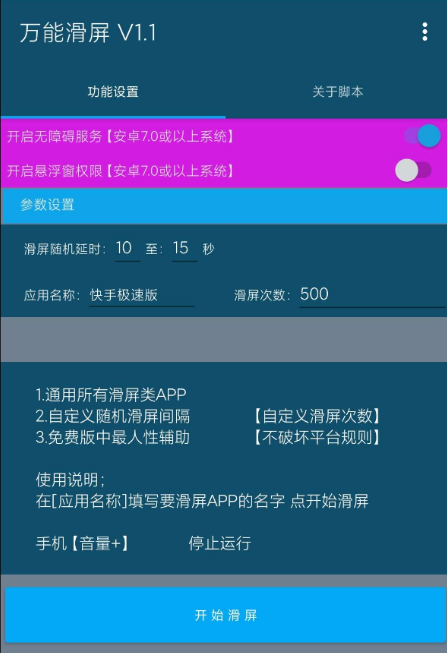 万能滑屏 V1.1
功能设置 关于脚本
开启无障碍服务【安卓7.0或以上系统】
开启悬浮窗权限【安卓7.0或以上系统】
参数设置
滑屏随机延时: 10 至: 15 秒
应用名称: 快手极速版 滑屏次数: 500
1.通用所有滑屏类APP
2.自定义随机滑屏间隔 【自定义滑屏次数】
3.免费版中最人性辅助 【不破坏平台规则】
使用说明;
在[应用名称]填写要滑屏APP的名字 点开始滑屏
手机【音量+】 停止运行
开始滑屏